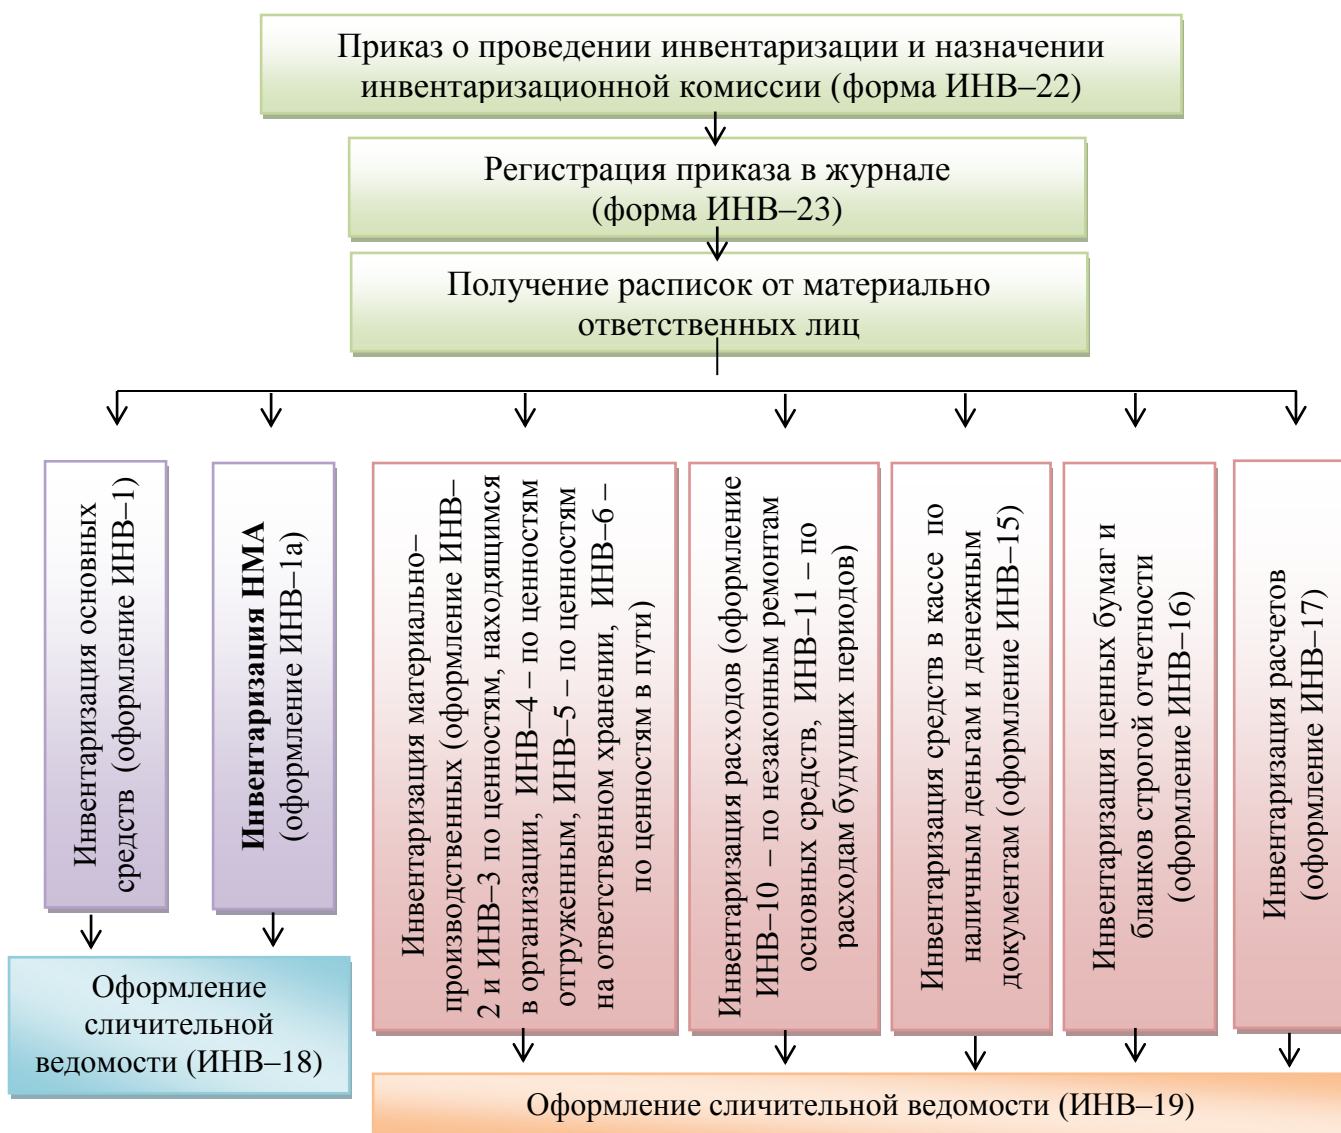 Приказ о проведении инвентаризации и назначении
инвентаризационной комиссии (форма ИНВ–22)
Регистрация приказа в журнале
(форма ИНВ–23)
Получение расписок от материально
ответственных лиц
Инвентаризация основных
средств (оформление ИНВ–1)
Инвентаризация НМА
(оформление ИНВ–1а)
Инвентаризация материально–
производственных (оформление ИНВ–
2 и ИНВ–3 по ценностям, находящимся
в организации, ИНВ–4 – по ценностям
отгруженным, ИНВ–5 – по ценностям
на ответственном хранении, ИНВ–6 –
по ценностям в пути)
Инвентаризация расходов (оформление
ИНВ–10 – по незаконным ремонтам
основных средств, ИНВ–11 – по
расходам будущих периодов)
Инвентаризация средств в кассе по
наличным деньгам и денежным
документам (оформление ИНВ–15)
Инвентаризация ценных бумаг и
бланков строгой отчетности
(оформление ИНВ–16)
Инвентаризация расчетов
(оформление ИНВ–17)
Оформление
сличительной
ведомости (ИНВ–18)
Оформление сличительной ведомости (ИНВ–19)